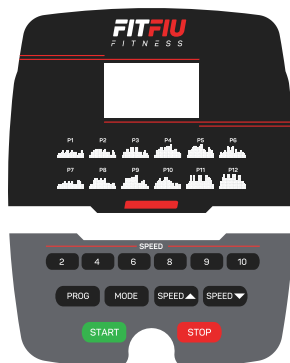 FITFIU
FITNESS
P1 P2 P3 P4 P5 P6
P7 P8 P9 P10 P11 P12
SPEED
2 4 6 8 9 10
PROG MODE SPEED▲ SPEED▼
START STOP